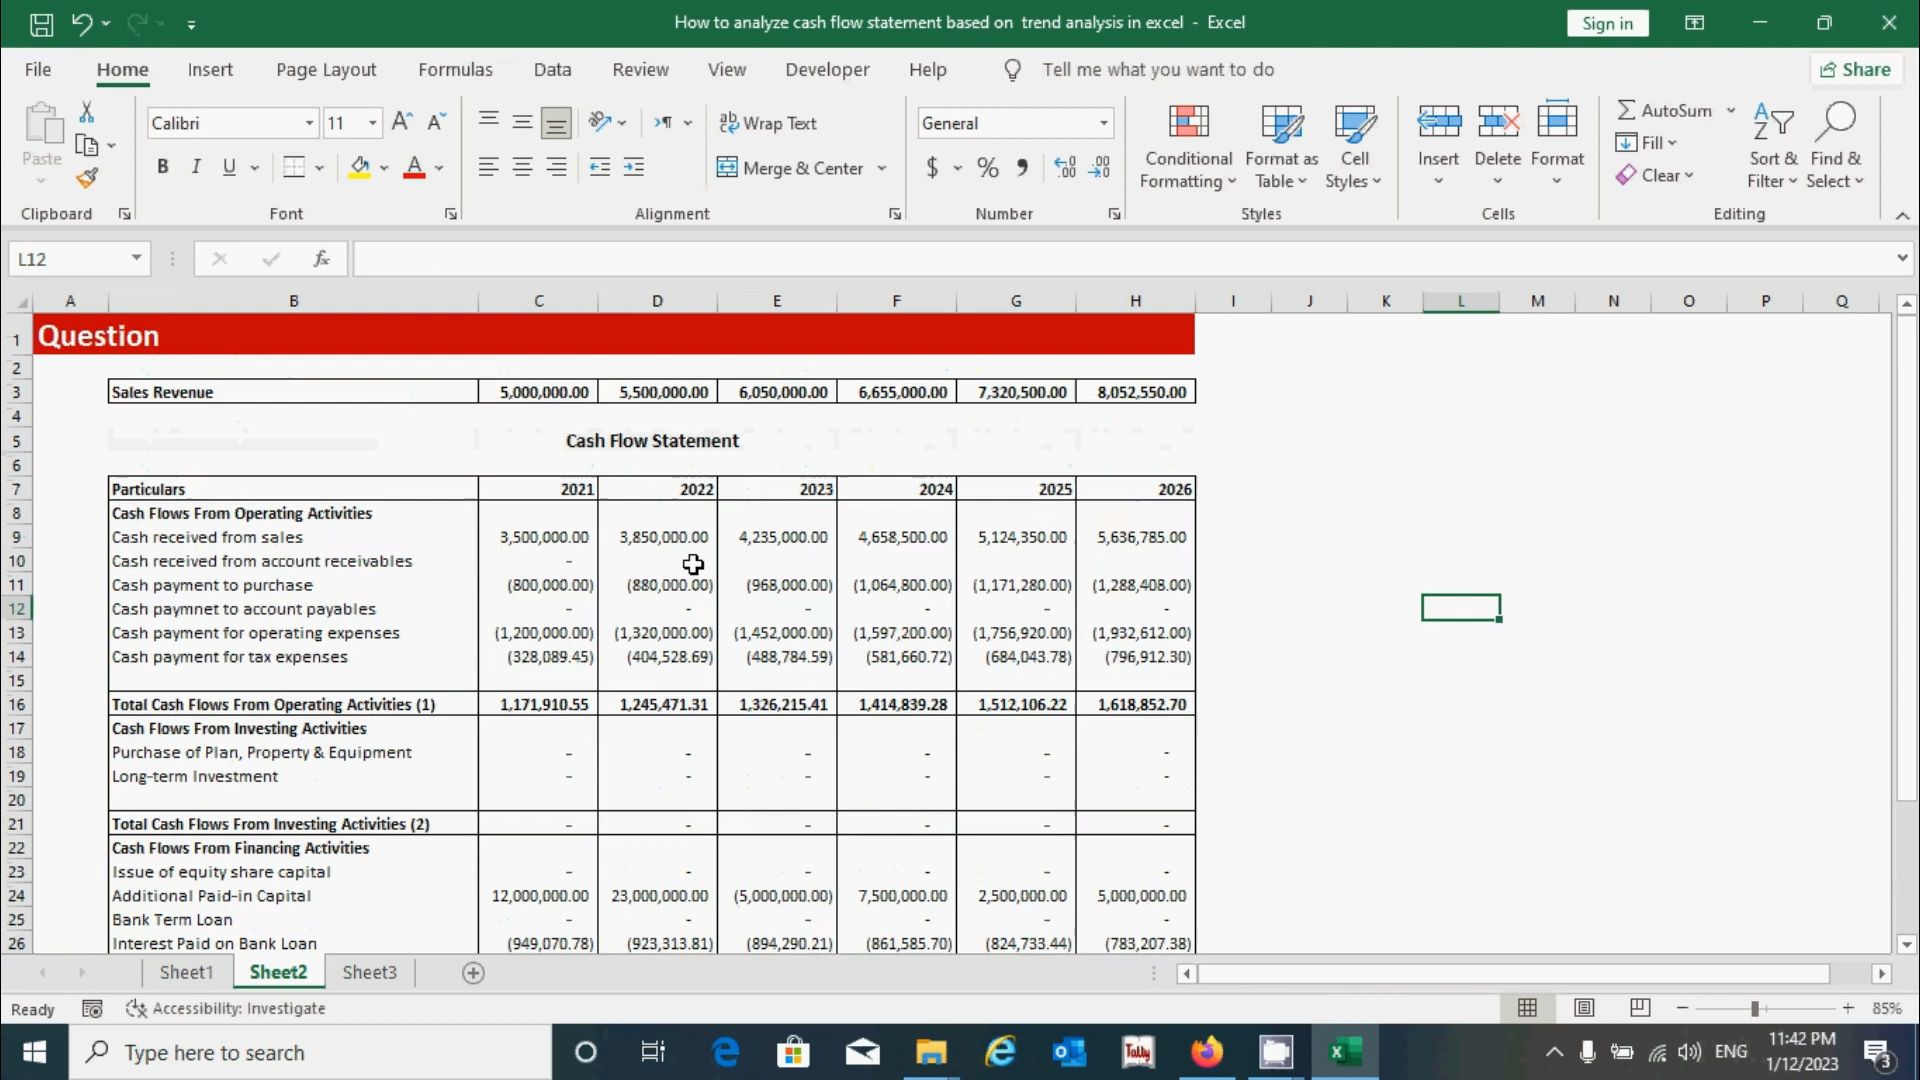 How to analyze cash flow statement based on  trend analysis in excel  -  Excel
Sign in
File Home Insert Page Layout Formulas Data Review View Developer Help Tell me what you want to do Share
Paste
Clipboard
Calibri 11
B I U
Font
Wrap Text
Merge & Center
Alignment
General
$ % 9
Number
Conditional Formatting
Format as Table
Cell Styles
Styles
Insert Delete Format
Cells
AutoSum
Fill
Clear
Sort & Filter
Find & Select
Editing
L12 fx
A B C D E F G H I J K L M N O P Q
1 Question
2
3 Sales Revenue 5,000,000.00 5,500,000.00 6,050,000.00 6,655,000.00 7,320,500.00 8,052,550.00
4
5 Cash Flow Statement
6
7 Particulars 2021 2022 2023 2024 2025 2026
8 Cash Flows From Operating Activities
9 Cash received from sales 3,500,000.00 3,850,000.00 4,235,000.00 4,658,500.00 5,124,350.00 5,636,785.00
10 Cash received from account receivables -
11 Cash payment to purchase (800,000.00) (880,000.00) (968,000.00) (1,064,800.00) (1,171,280.00) (1,288,408.00)
12 Cash paymnet to account payables - - - - - -
13 Cash payment for operating expenses (1,200,000.00) (1,320,000.00) (1,452,000.00) (1,597,200.00) (1,756,920.00) (1,932,612.00)
14 Cash payment for tax expenses (328,089.45) (404,528.69) (488,784.59) (581,660.72) (684,043.78) (796,912.30)
15
16 Total Cash Flows From Operating Activities (1) 1,171,910.55 1,245,471.31 1,326,215.41 1,414,839.28 1,512,106.22 1,618,852.70
17 Cash Flows From Investing Activities
18 Purchase of Plan, Property & Equipment - - - - - -
19 Long-term Investment - - - - - -
20
21 Total Cash Flows From Investing Activities (2) - - - - - -
22 Cash Flows From Financing Activities
23 Issue of equity share capital - - - - - -
24 Additional Paid-in Capital 12,000,000.00 23,000,000.00 (5,000,000.00) 7,500,000.00 2,500,000.00 5,000,000.00
25 Bank Term Loan - - - - - -
26 Interest Paid on Bank Loan (949,070.78) (923,313.81) (894,290.21) (861,585.70) (824,733.44) (783,207.38)
Sheet1 Sheet2 Sheet3
Ready Accessibility: Investigate 85%
Type here to search
Tally
ENG
11:42 PM
1/12/2023
3